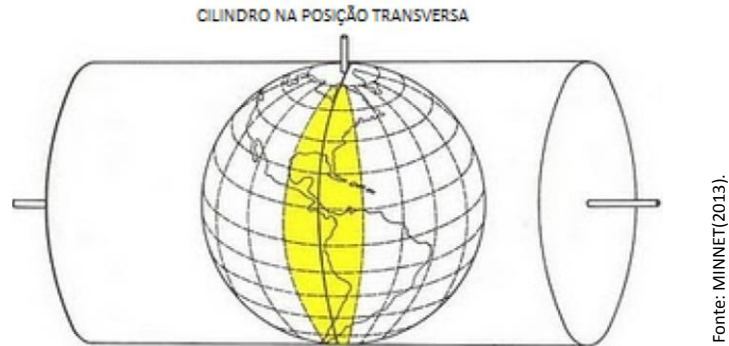 CILINDRO NA POSIÇÃO TRANSVERSA
Fonte: MINNET(2013).